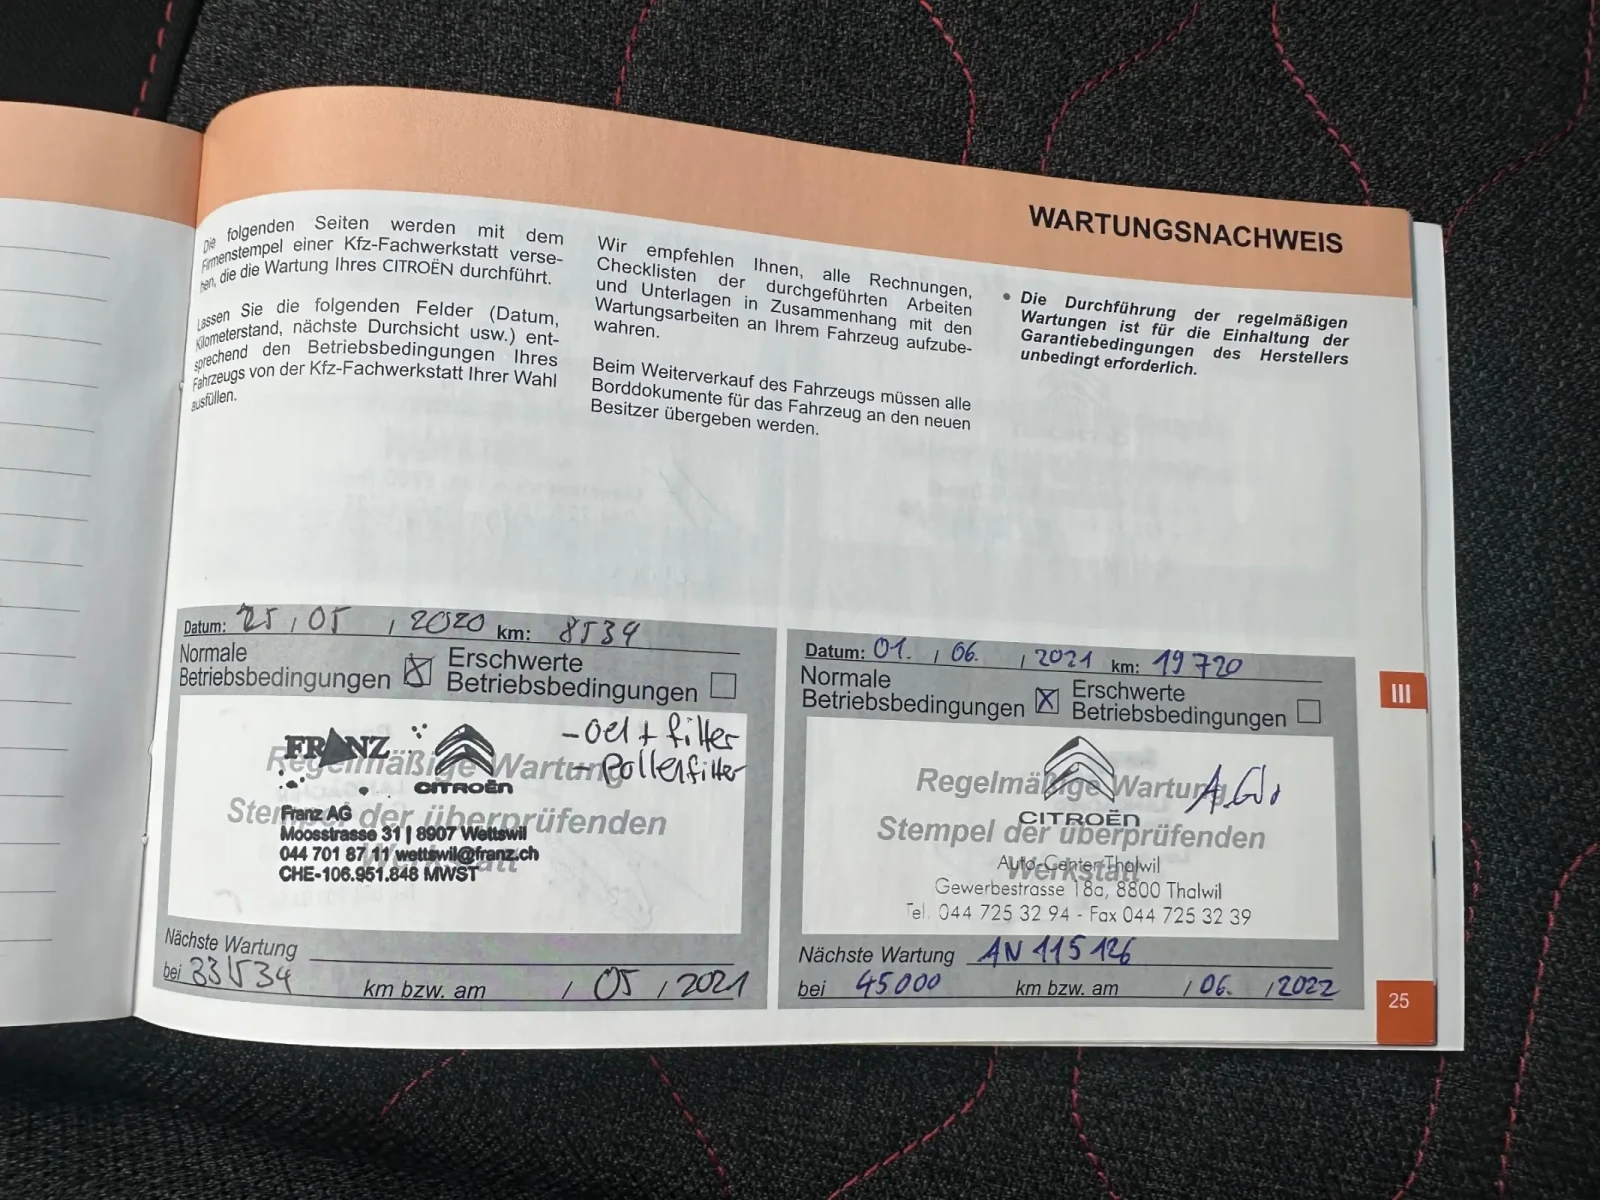 WARTUNGSNACHWEIS
Die folgenden Seiten werden mit dem
Firmenstempel einer Kfz-Fachwerkstatt verse-
hen, die die Wartung Ihres CITROËN durchführt.
Lassen Sie die folgenden Felder (Datum,
Kilometerstand, nächste Durchsicht usw.) ent-
sprechend den Betriebsbedingungen Ihres
Fahrzeugs von der Kfz-Fachwerkstatt Ihrer Wahl
ausfüllen.
Wir empfehlen Ihnen, alle Rechnungen,
Checklisten der durchgeführten Arbeiten
und Unterlagen in Zusammenhang mit den
Wartungsarbeiten an Ihrem Fahrzeug aufzube-
wahren.
Beim Weiterverkauf des Fahrzeugs müssen alle
Borddokumente für das Fahrzeug an den neuen
Besitzer übergeben werden.
• Die Durchführung der regelmäßigen
Wartungen ist für die Einhaltung der
Garantiebedingungen des Herstellers
unbedingt erforderlich.
Datum: 25 / 05 / 2020 km: 8534
Normale
Betriebsbedingungen
Erschwerte
Betriebsbedingungen
- oel + filter
- Pollenfilter
FRANZ
CITROËN
Regelmäßige Wartung
Stempel der überprüfenden
Werkstatt
Franz AG
Moosstrasse 31 | 8907 Wettswil
044 701 87 11 wettswil@franz.ch
CHE-106.951.848 MWST
Nächste Wartung
bei 33534 km bzw. am / 05 / 2021
Datum: 01. / 06. / 2021 km: 19720
Normale
Betriebsbedingungen
Erschwerte
Betriebsbedingungen
Regelmäßige Wartung
A.G.
CITROËN
Stempel der überprüfenden
Werkstatt
Auto-Center Thalwil
Gewerbestrasse 18a, 8800 Thalwil
Tel. 044 725 32 94 - Fax 044 725 32 39
Nächste Wartung AN 115126
bei 45000 km bzw. am / 06. / 2022
III
25